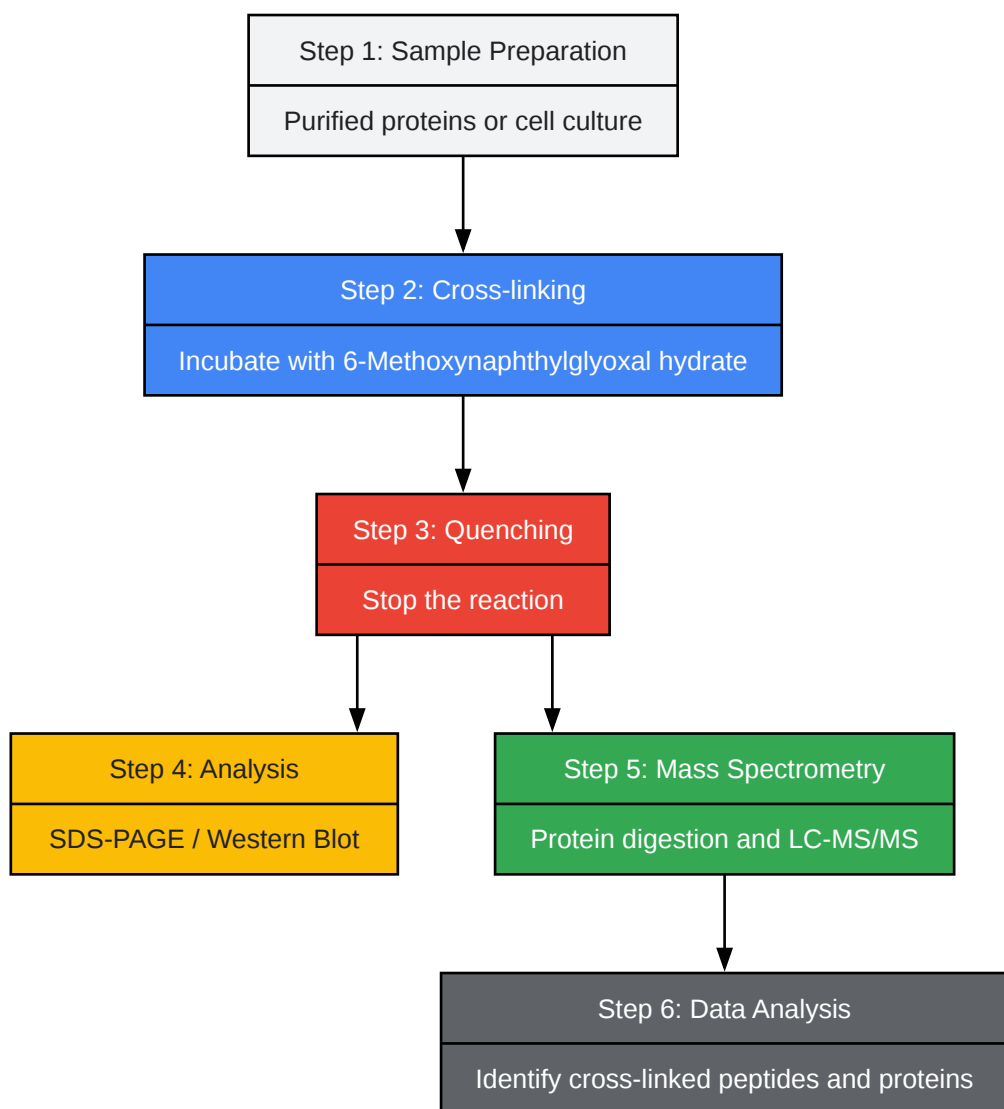 Step 1: Sample Preparation
Purified proteins or cell culture
Step 2: Cross-linking
Incubate with 6-Methoxynaphthylglyoxal hydrate
Step 3: Quenching
Stop the reaction
Step 4: Analysis
SDS-PAGE / Western Blot
Step 5: Mass Spectrometry
Protein digestion and LC-MS/MS
Step 6: Data Analysis
Identify cross-linked peptides and proteins